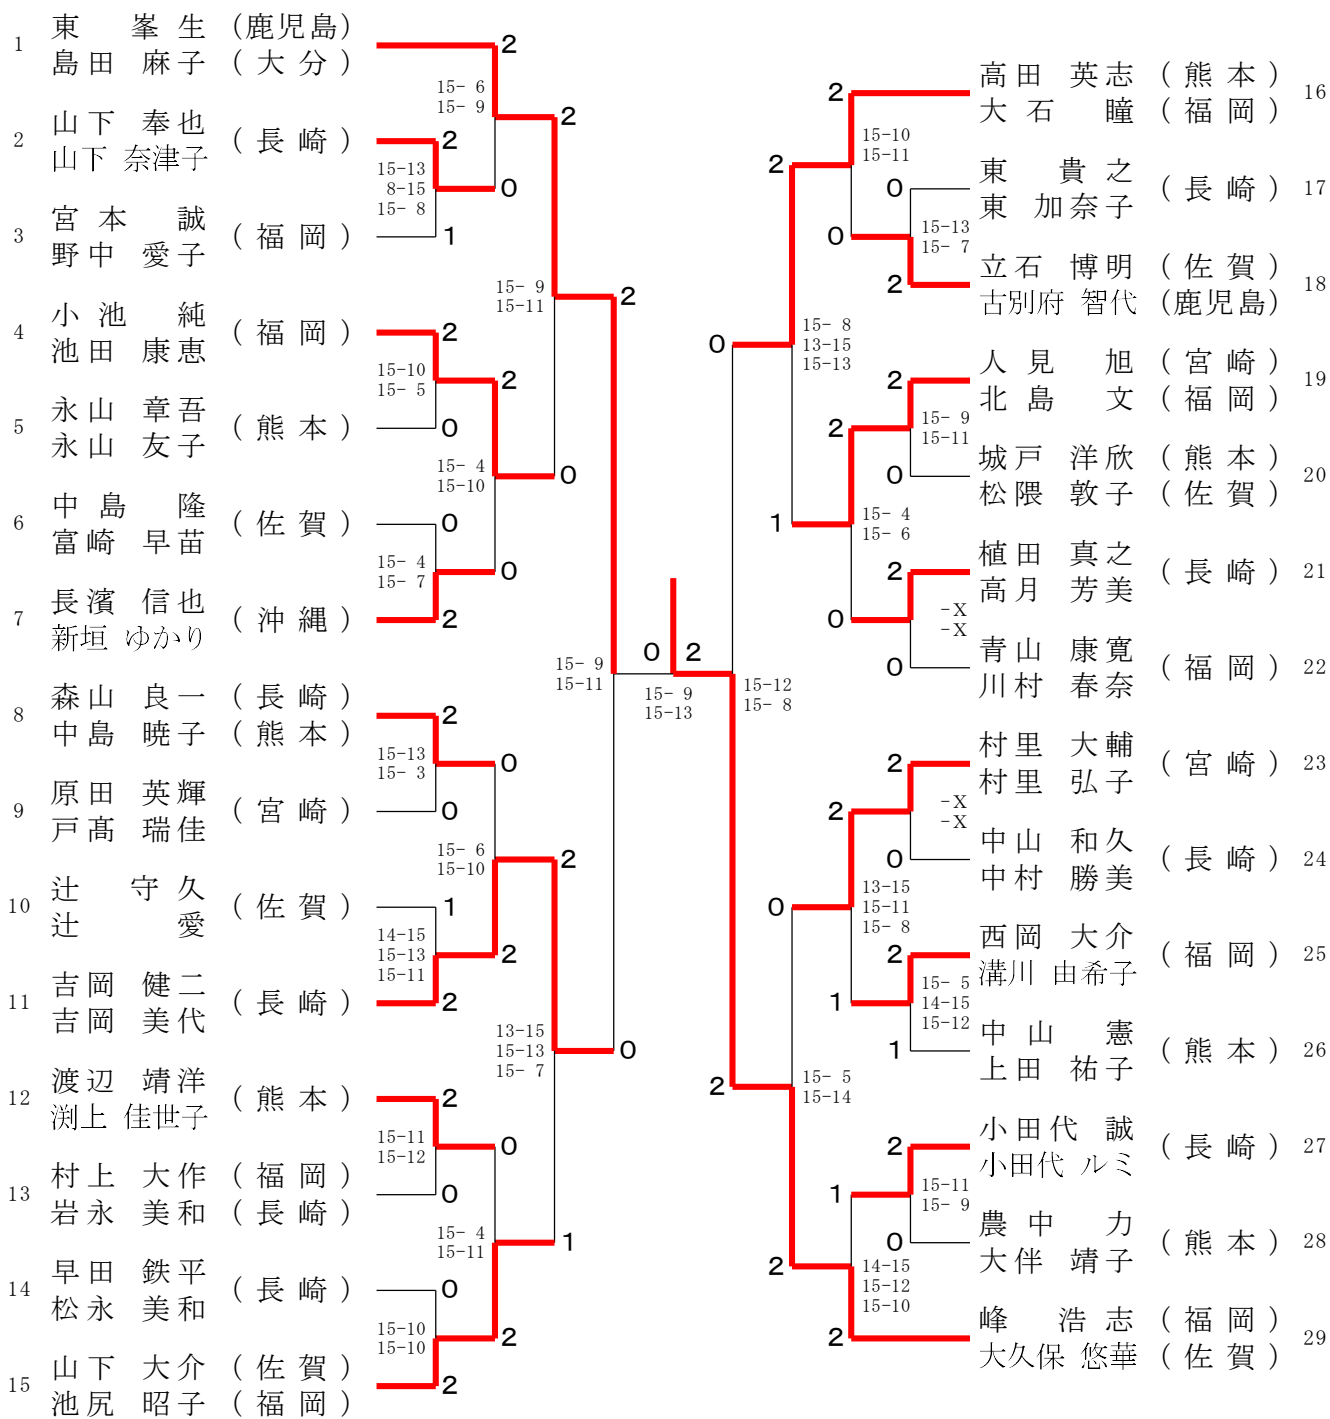 1 東 峯生 (鹿児島)
島田 麻子 (大分)
2
15- 6
15- 9
2 山下 奉也 (長崎)
山下 奈津子
2
2
15-13
8-15
15- 8
0
3 宮本 誠 (福岡)
野中 愛子
1
15- 9
15-11
2
4 小池 純 (福岡)
池田 康恵
2
15-10
15- 5
2
5 永山 章吾 (熊本)
永山 友子
0
15- 4
15-10
0
6 中島 隆 (佐賀)
富崎 早苗
0
15- 4
15- 7
0
7 長濱 信也 (沖縄)
新垣 ゆかり
2
15- 9
15-11
8 森山 良一 (長崎)
中島 暁子 (熊本)
2
15-13
15- 3
0
9 原田 英輝 (宮崎)
戸髙 瑞佳
0
15- 6
15-10
2
10 辻 守久 (佐賀)
辻 愛
1
14-15
15-13
15-11
2
11 吉岡 健二 (長崎)
吉岡 美代
2
13-15
15-13
15- 7
0
12 渡辺 靖洋 (熊本)
渕上 佳世子
2
15-11
15-12
0
13 村上 大作 (福岡)
岩永 美和 (長崎)
0
15- 4
15-11
1
14 早田 鉄平 (長崎)
松永 美和
0
15-10
15-10
2
15 山下 大介 (佐賀)
池尻 昭子 (福岡)
2
0 2
15- 9
15-13
2 高田 英志 (熊本) 16
大石 瞳 (福岡)
15-10
15-11
2
0 東 貴之 (長崎) 17
東 加奈子
15-13
15- 7
0
2 立石 博明 (佐賀) 18
古別府 智代 (鹿児島)
15- 8
13-15
15-13
0
2 人見 旭 (宮崎) 19
北島 文 (福岡)
15- 9
15-11
2
0 城戸 洋欣 (熊本) 20
松隈 敦子 (佐賀)
15- 4
15- 6
1
2 植田 真之 (長崎) 21
高月 芳美
-X
-X
0
0 青山 康寛 (福岡) 22
川村 春奈
15-12
15- 8
2 村里 大輔 (宮崎) 23
村里 弘子
-X
-X
2
0 中山 和久 (長崎) 24
中村 勝美
13-15
15-11
15- 8
0
2 西岡 大介 (福岡) 25
溝川 由希子
15- 5
14-15
15-12
1
1 中山 憲 (熊本) 26
上田 祐子
15- 5
15-14
2
2 小田代 誠 (長崎) 27
小田代 ルミ
15-11
15- 9
1
0 農中 力 (熊本) 28
大伴 靖子
14-15
15-12
15-10
2
2 峰 浩志 (福岡) 29
大久保 悠華 (佐賀)